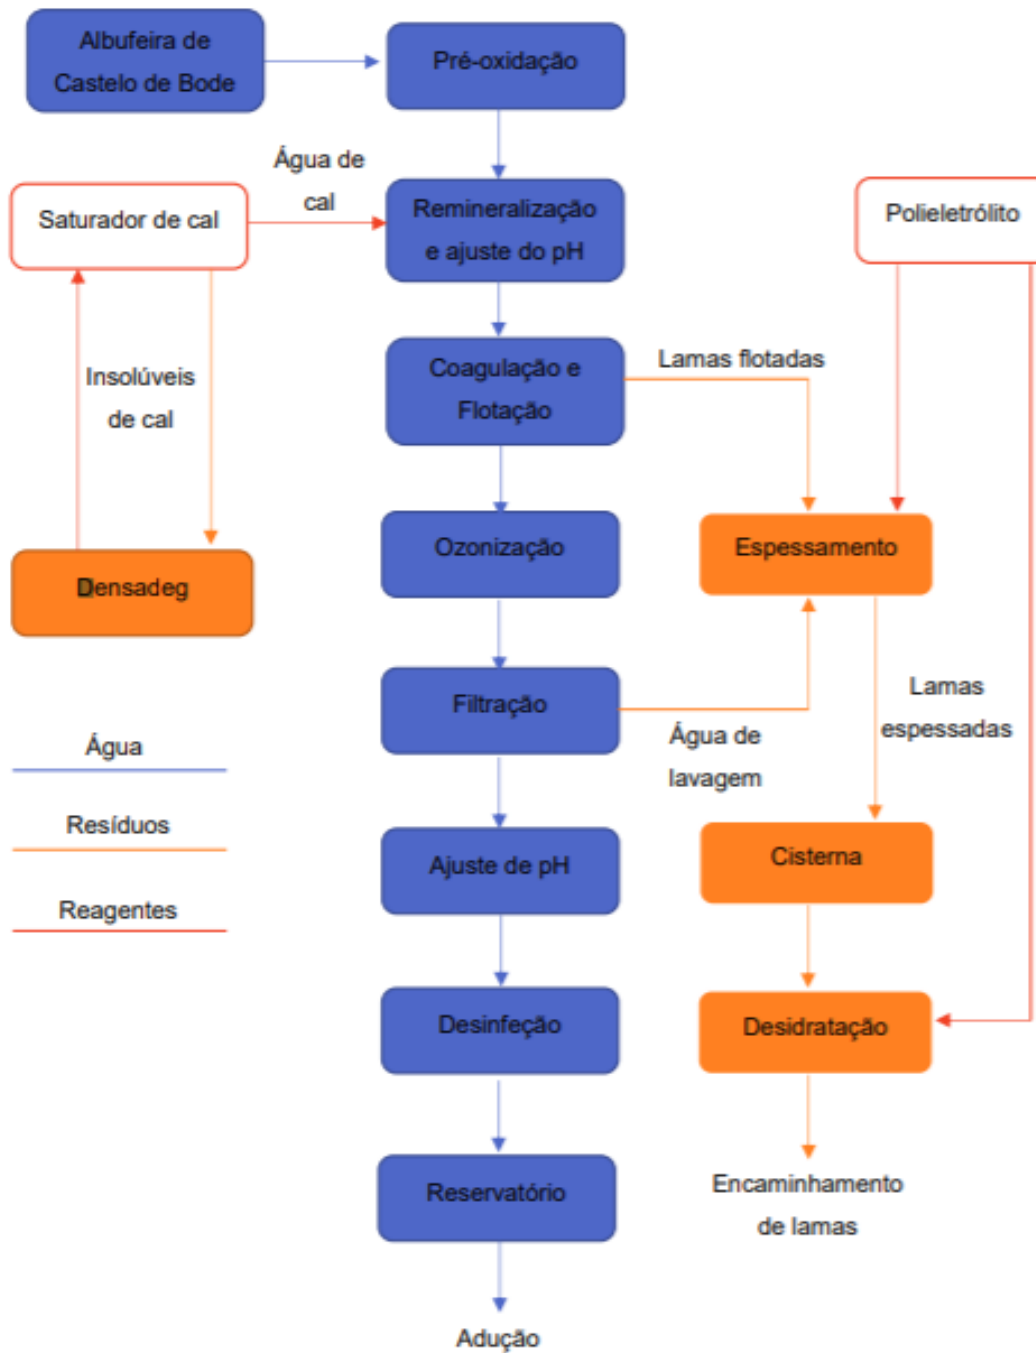 Albufeira de
Castelo de Bode
Pré-oxidação
Água de
cal
Saturador de cal
Remineralização
e ajuste do pH
Polieletrólito
Insolúveis
de cal
Coagulação e
Flotação
Lamas flotadas
Ozonização
Espessamento
Densadeg
Filtração
Água de
lavagem
Lamas
espessadas
Água
Resíduos
Reagentes
Ajuste de pH
Cisterna
Desinfeção
Desidratação
Reservatório
Encaminhamento
de lamas
Adução